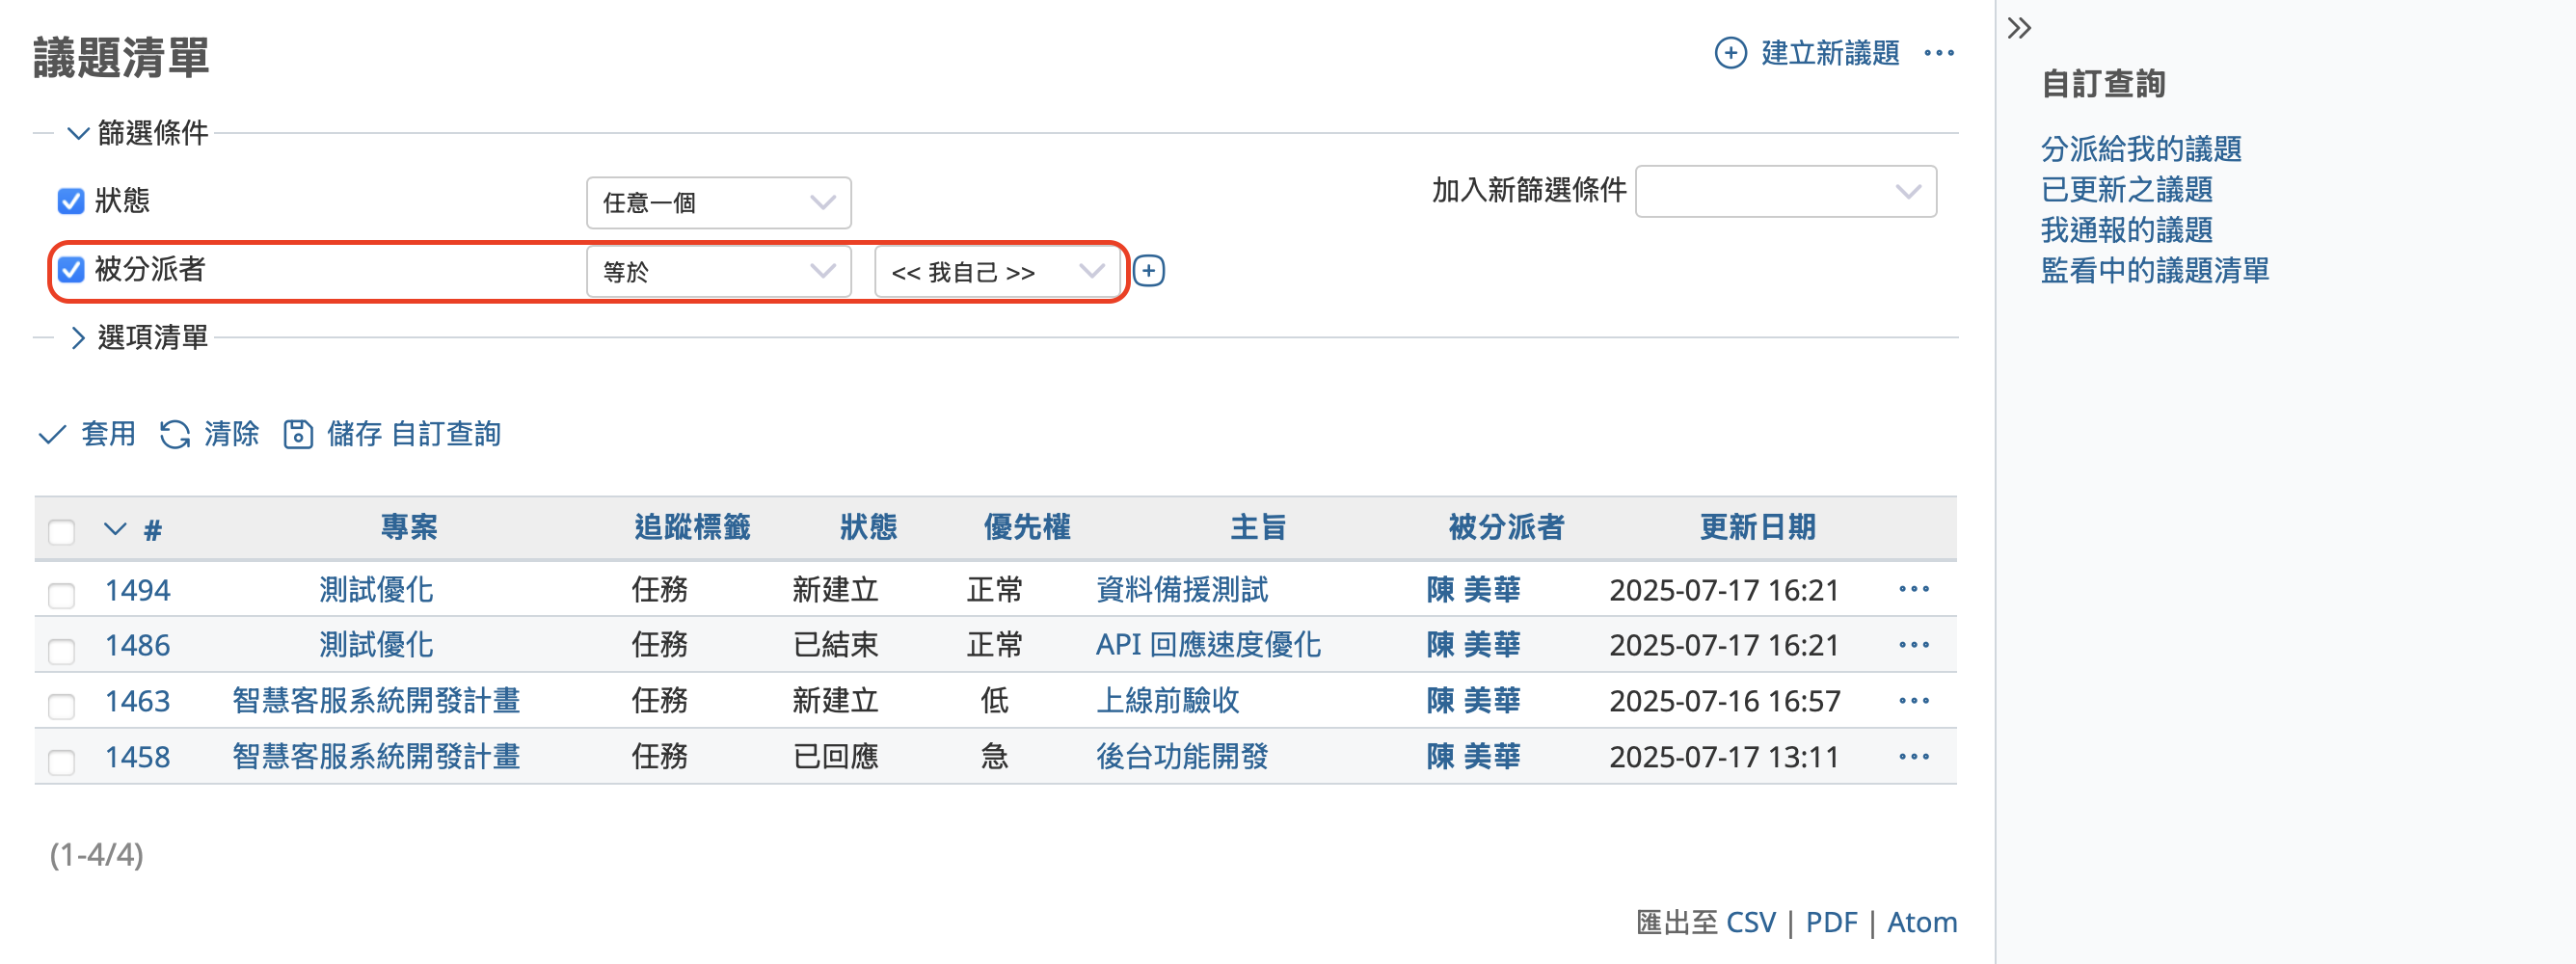 議題清單
建立新議題
篩選條件
狀態 任意一個 加入新篩選條件
被分派者 等於 << 我自己 >>
選項清單
套用 清除 儲存 自訂查詢
# 專案 追蹤標籤 狀態 優先權 主旨 被分派者 更新日期
1494 測試優化 任務 新建立 正常 資料備援測試 陳 美華 2025-07-17 16:21
1486 測試優化 任務 已結束 正常 API 回應速度優化 陳 美華 2025-07-17 16:21
1463 智慧客服系統開發計畫 任務 新建立 低 上線前驗收 陳 美華 2025-07-16 16:57
1458 智慧客服系統開發計畫 任務 已回應 急 後台功能開發 陳 美華 2025-07-17 13:11
(1-4/4)
匯出至 CSV | PDF | Atom
自訂查詢
分派給我的議題
已更新之議題
我通報的議題
監看中的議題清單